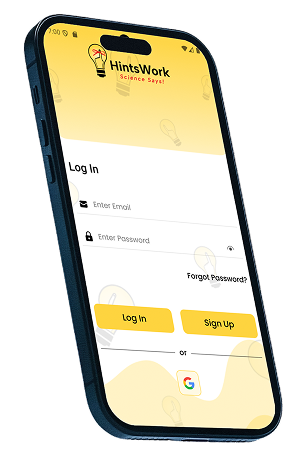 7:00
HintsWork
Science Says!
Log In
Enter Email
Enter Password
Forgot Password?
Log In
Sign Up
or
G